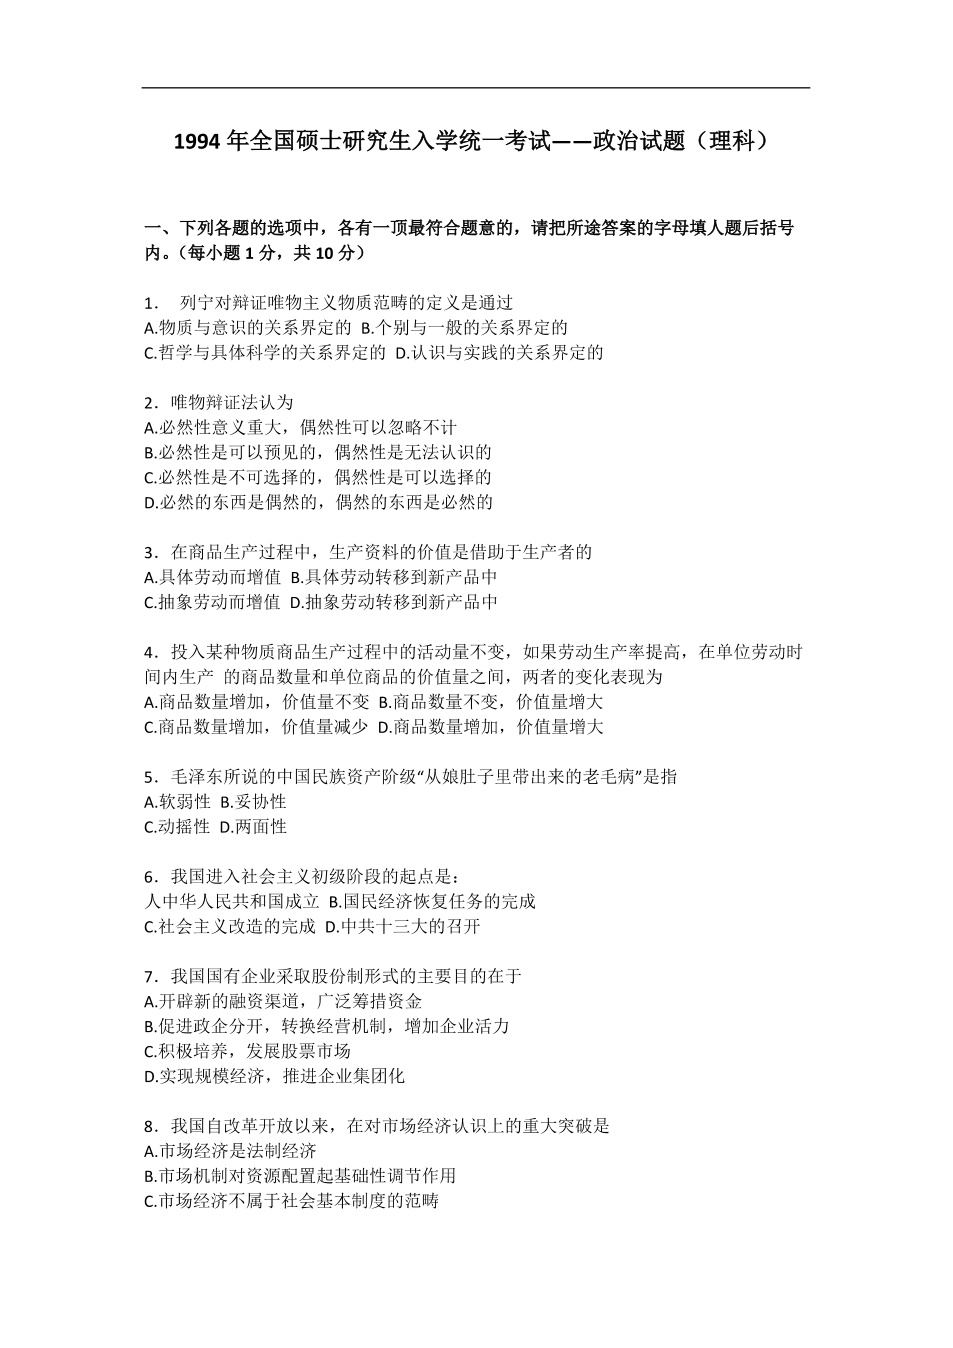 1994 年全国硕士研究生入学统一考试——政治试题（理科）
一、下列各题的选项中，各有一顶最符合题意的，请把所途答案的字母填人题后括号
内。（每小题 1 分，共 10 分）
1． 列宁对辩证唯物主义物质范畴的定义是通过
A.物质与意识的关系界定的 B.个别与一般的关系界定的
C.哲学与具体科学的关系界定的 D.认识与实践的关系界定的
2．唯物辩证法认为
A.必然性意义重大，偶然性可以忽略不计
B.必然性是可以预见的，偶然性是无法认识的
C.必然性是不可选择的，偶然性是可以选择的
D.必然的东西是偶然的，偶然的东西是必然的
3．在商品生产过程中，生产资料的价值是借助于生产者的
A.具体劳动而增值 B.具体劳动转移到新产品中
C.抽象劳动而增值 D.抽象劳动转移到新产品中
4．投入某种物质商品生产过程中的活动量不变，如果劳动生产率提高，在单位劳动时
间内生产 的商品数量和单位商品的价值量之间，两者的变化表现为
A.商品数量增加，价值量不变 B.商品数量不变，价值量增大
C.商品数量增加，价值量减少 D.商品数量增加，价值量增大
5．毛泽东所说的中国民族资产阶级“从娘肚子里带出来的老毛病”是指
A.软弱性 B.妥协性
C.动摇性 D.两面性
6．我国进入社会主义初级阶段的起点是：
人中华人民共和国成立 B.国民经济恢复任务的完成
C.社会主义改造的完成 D.中共十三大的召开
7．我国国有企业采取股份制形式的主要目的在于
A.开辟新的融资渠道，广泛筹措资金
B.促进政企分开，转换经营机制，增加企业活力
C.积极培养，发展股票市场
D.实现规模经济，推进企业集团化
8．我国自改革开放以来，在对市场经济认识上的重大突破是
A.市场经济是法制经济
B.市场机制对资源配置起基础性调节作用
C.市场经济不属于社会基本制度的范畴